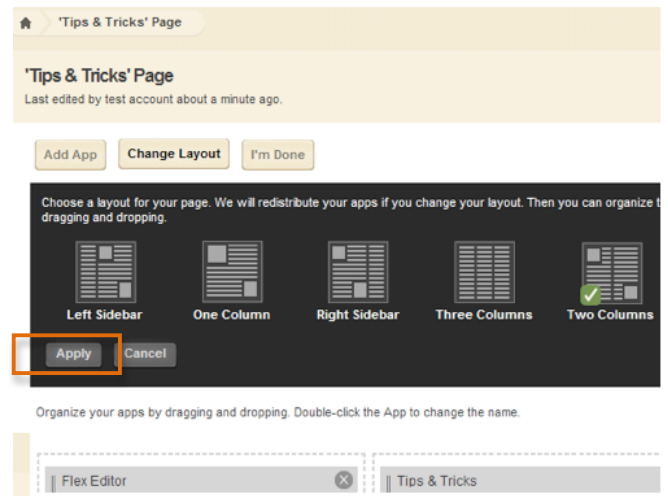 'Tips & Tricks' Page
'Tips & Tricks' Page
Last edited by test account about a minute ago.
Add App Change Layout I'm Done
Choose a layout for your page. We will redistribute your apps if you change your layout. Then you can organize t
dragging and dropping.
Left Sidebar One Column Right Sidebar Three Columns Two Columns
Apply Cancel
Organize your apps by dragging and dropping. Double-click the App to change the name.
Flex Editor Tips & Tricks